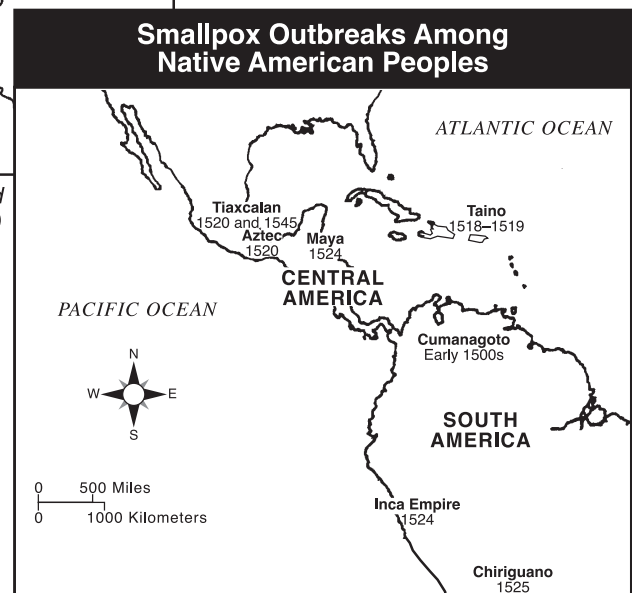 Smallpox Outbreaks Among
Native American Peoples
ATLANTIC OCEAN
Tiaxcalan
1520 and 1545
Aztec
1520
Maya
1524
Taino
1518–1519
CENTRAL
AMERICA
PACIFIC OCEAN
Cumanagoto
Early 1500s
N
W
E
S
SOUTH
AMERICA
0 500 Miles
0 1000 Kilometers
Inca Empire
1524
Chiriguano
1525